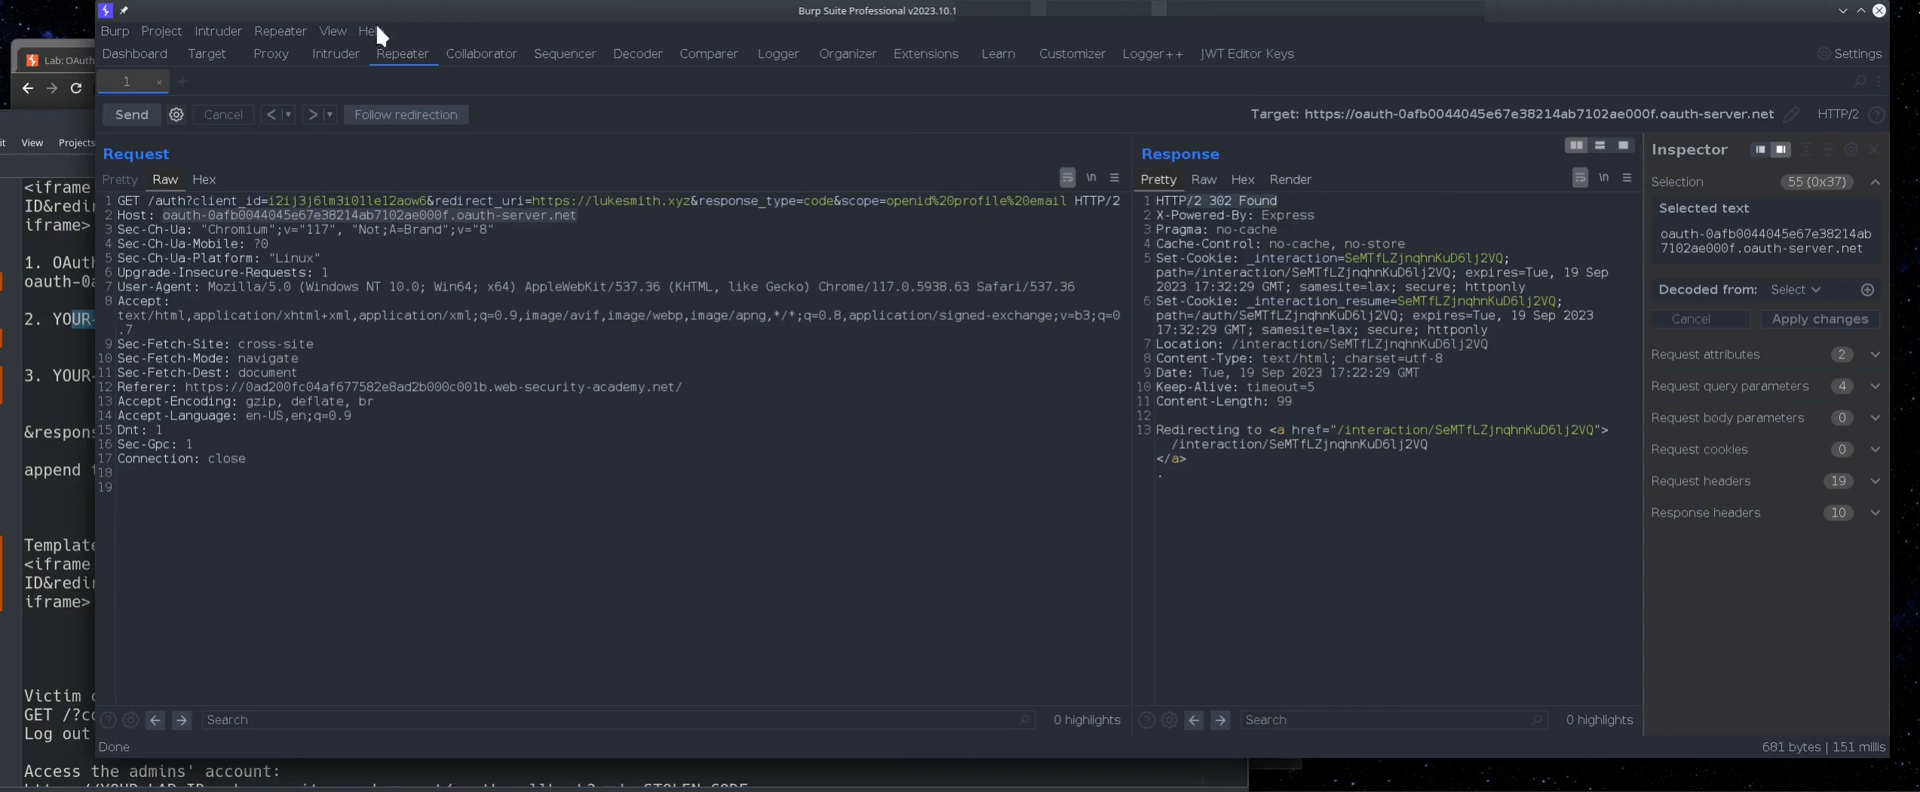 Burp Suite Professional v2023.10.1
Burp Project Intruder Repeater View
Dashboard Target Proxy Intruder Repeater Collaborator Sequencer Decoder Comparer Logger Organizer Extensions Learn Customizer Logger++ JWT Editor Keys Settings
Lab: OAuth
1
Send Cancel Follow redirection Target: https://oauth-0afb0044045e67e38214ab7102ae000f.oauth-server.net HTTP/2
View Projects
Request
Pretty Raw Hex
1 GET /auth?client_id=i2ij3j6lm3i01le12aow6&redirect_uri=https://lukesmith.xyz&response_type=code&scope=openid%20profile%20email HTTP/2
2 Host: oauth-0afb0044045e67e38214ab7102ae000f.oauth-server.net
3 Sec-Ch-Ua: "Chromium";v="117", "Not;A=Brand";v="8"
4 Sec-Ch-Ua-Mobile: ?0
5 Sec-Ch-Ua-Platform: "Linux"
6 Upgrade-Insecure-Requests: 1
7 User-Agent: Mozilla/5.0 (Windows NT 10.0; Win64; x64) AppleWebKit/537.36 (KHTML, like Gecko) Chrome/117.0.5938.63 Safari/537.36
8 Accept:
text/html,application/xhtml+xml,application/xml;q=0.9,image/avif,image/webp,image/apng,*/*;q=0.8,application/signed-exchange;v=b3;q=0
.7
9 Sec-Fetch-Site: cross-site
10 Sec-Fetch-Mode: navigate
11 Sec-Fetch-Dest: document
12 Referer: https://0ad200fc04af677582e8ad2b000c001b.web-security-academy.net/
13 Accept-Encoding: gzip, deflate, br
14 Accept-Language: en-US,en;q=0.9
15 Dnt: 1
16 Sec-Gpc: 1
17 Connection: close
18
19
Search 0 highlights
Response
Pretty Raw Hex Render
1 HTTP/2 302 Found
2 X-Powered-By: Express
3 Pragma: no-cache
4 Cache-Control: no-cache, no-store
5 Set-Cookie: _interaction=SeMTfLZjnqhnKuD6lj2VQ;
path=/interaction/SeMTfLZjnqhnKuD6lj2VQ; expires=Tue, 19 Sep
2023 17:32:29 GMT; samesite=lax; secure; httponly
6 Set-Cookie: _interaction_resume=SeMTfLZjnqhnKuD6lj2VQ;
path=/auth/SeMTfLZjnqhnKuD6lj2VQ; expires=Tue, 19 Sep 2023
17:32:29 GMT; samesite=lax; secure; httponly
7 Location: /interaction/SeMTfLZjnqhnKuD6lj2VQ
8 Content-Type: text/html; charset=utf-8
9 Date: Tue, 19 Sep 2023 17:22:29 GMT
10 Keep-Alive: timeout=5
11 Content-Length: 99
12
13 Redirecting to <a href="/interaction/SeMTfLZjnqhnKuD6lj2VQ">
/interaction/SeMTfLZjnqhnKuD6lj2VQ
</a>
.
Search 0 highlights
Inspector
Selection 55 (0x37)
Selected text
oauth-0afb0044045e67e38214ab
7102ae000f.oauth-server.net
Decoded from: Select
Cancel Apply changes
Request attributes 2
Request query parameters 4
Request body parameters 0
Request cookies 0
Request headers 19
Response headers 10
Done
681 bytes | 151 millis
<iframe
ID&redi
iframe>
1. OAut
oauth-0a
2. YOUR-
3. YOUR-
&respon
append
Template
<iframe
ID&redi
iframe>
Victim
GET /?c
Log out
Access the admins' account: